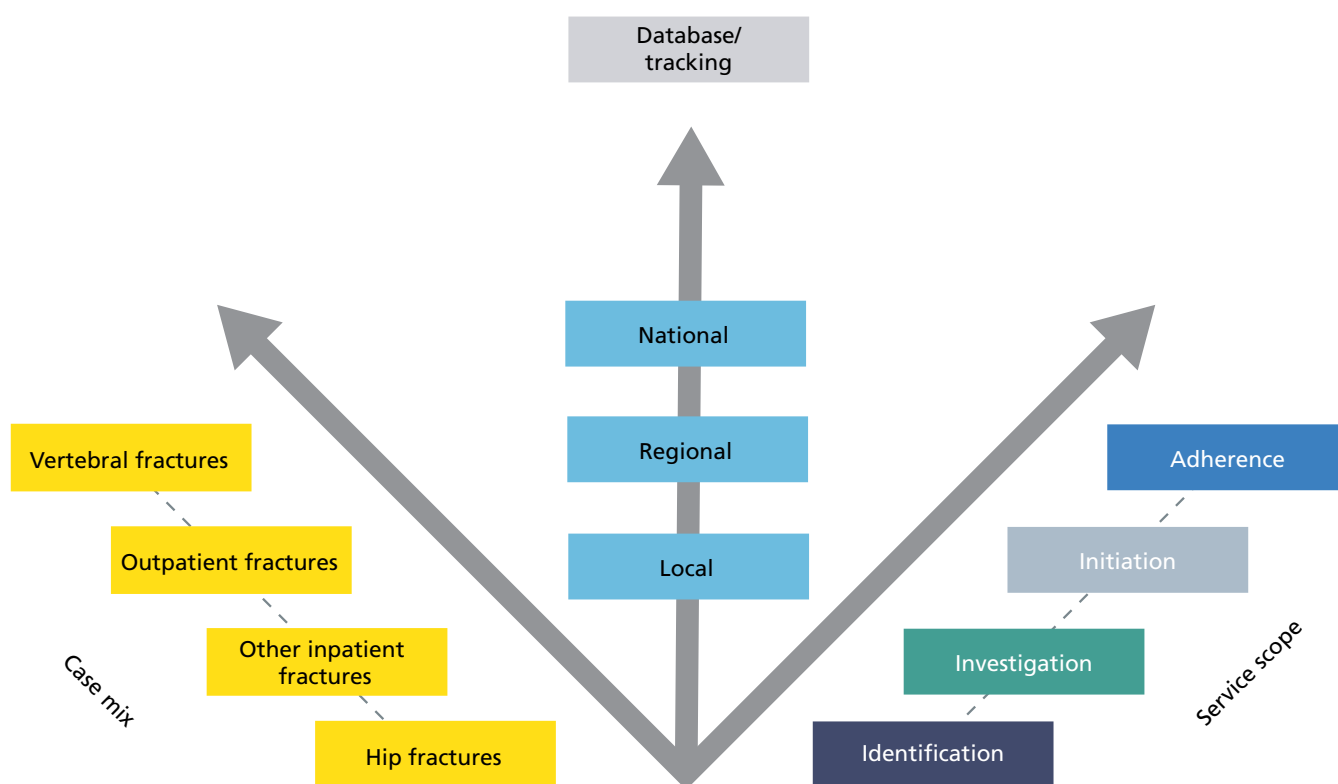 Database/
tracking
National
Regional
Local
Vertebral fractures
Outpatient fractures
Other inpatient
fractures
Hip fractures
Case mix
Adherence
Initiation
Investigation
Identification
Service scope